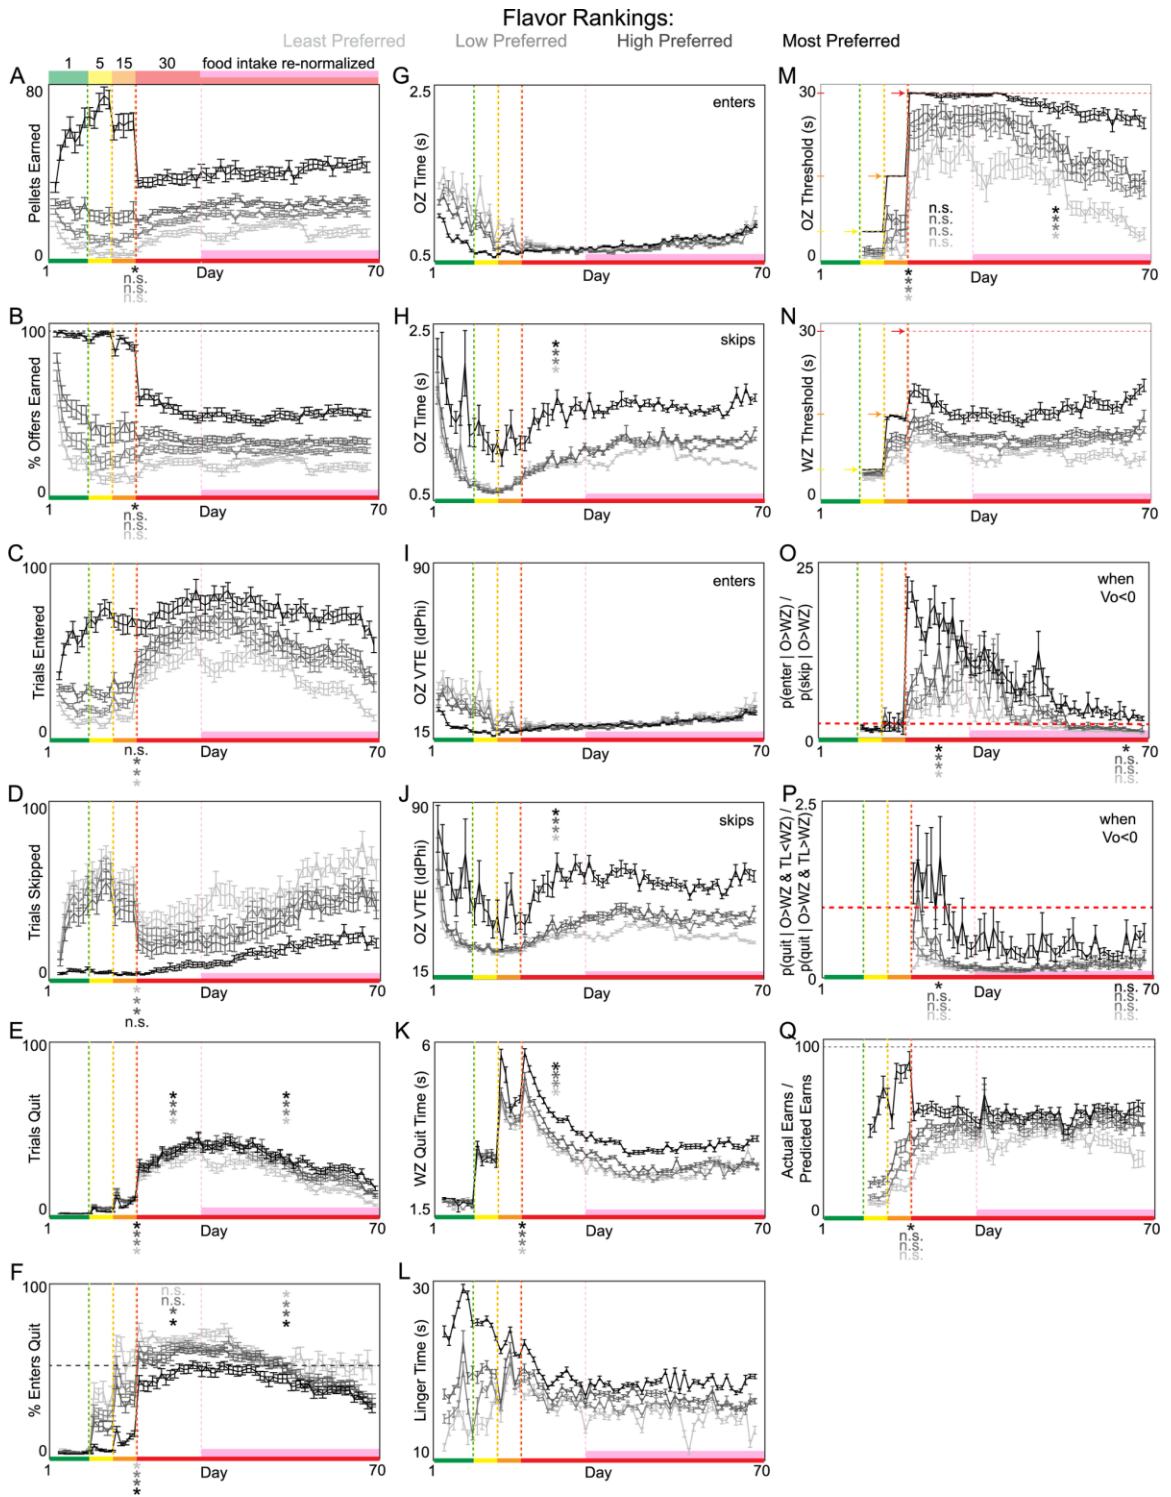 Flavor Rankings:
Least Preferred Low Preferred High Preferred Most Preferred
A
1 5 15 30 food intake re-normalized
80
Pellets Earned
0
1 Day 70
*
n.s.
n.s.
n.s.
B
100
% Offers Earned
0
1 Day 70
*
n.s.
n.s.
n.s.
C
100
Trials Entered
0
1 Day 70
n.s.
*
*
*
D
100
Trials Skipped
0
1 Day 70
*
*
*
n.s.
E
100
Trials Quit
0
1 Day 70
*
*
*
*
*
*
*
*
*
*
*
*
F
100
% Enters Quit
0
1 Day 70
n.s.
n.s.
*
*
*
*
*
*
*
*
*
*
G
2.5
enters
OZ Time (s)
0.5
1 Day 70
H
2.5
skips
OZ Time (s)
0.5
1 Day 70
*
*
*
*
I
90
enters
OZ VTE (IdPhi)
15
1 Day 70
J
90
skips
OZ VTE (IdPhi)
15
1 Day 70
*
*
*
*
K
6
WZ Quit Time (s)
1.5
1 Day 70
*
*
*
*
*
*
*
*
L
30
Linger Time (s)
10
1 Day 70
M
30
OZ Threshold (s)
0
1 Day 70
n.s.
n.s.
n.s.
n.s.
*
*
*
*
*
*
*
*
N
30
WZ Threshold (s)
0
1 Day 70
O
25
when
Vo<0
p(enter | O>WZ) /
p(skip | O>WZ)
0
1 Day 70
*
*
*
*
*
n.s.
n.s.
n.s.
P
2.5
when
Vo<0
p(quit | O>WZ & TL<WZ) /
p(quit | O>WZ & TL>WZ)
0
1 Day 70
*
n.s.
n.s.
n.s.
n.s.
n.s.
n.s.
n.s.
Q
100
Actual Earns /
Predicted Earns
0
1 Day 70
*
n.s.
n.s.
n.s.